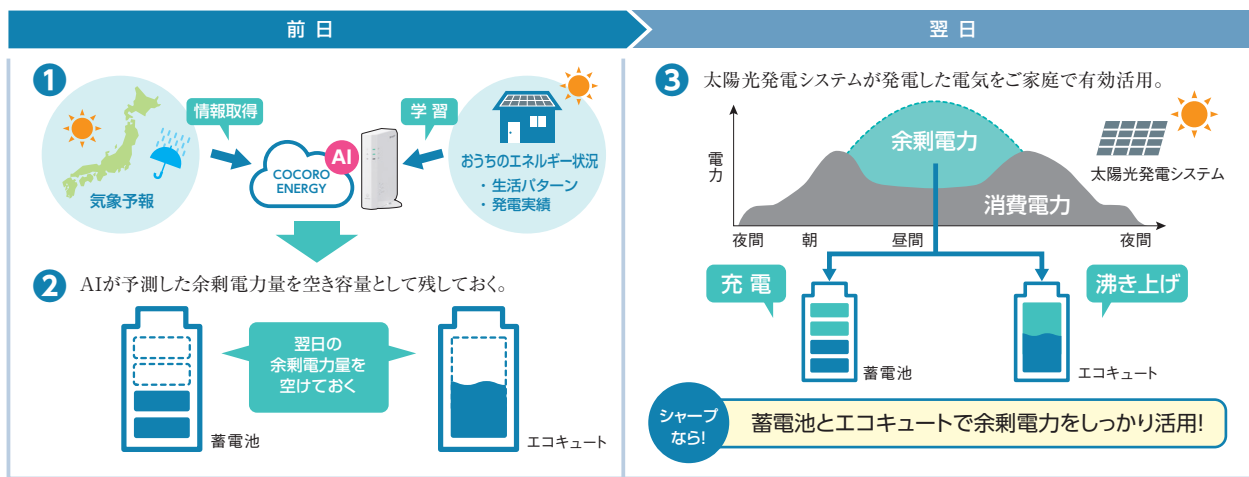 前日
翌日
1
情報取得
学習
AI
COCORO
ENERGY
気象予報
おうちのエネルギー状況
・生活パターン
・発電実績
2 AIが予測した余剰電力量を空き容量として残しておく。
翌日の
余剰電力量を
空けておく
蓄電池
エコキュート
3 太陽光発電システムが発電した電気をご家庭で有効活用。
電力
余剰電力
消費電力
太陽光発電システム
夜間 朝 昼間 夜間
充電
沸き上げ
蓄電池
エコキュート
シャープ
なら!
蓄電池とエコキュートで余剰電力をしっかり活用!